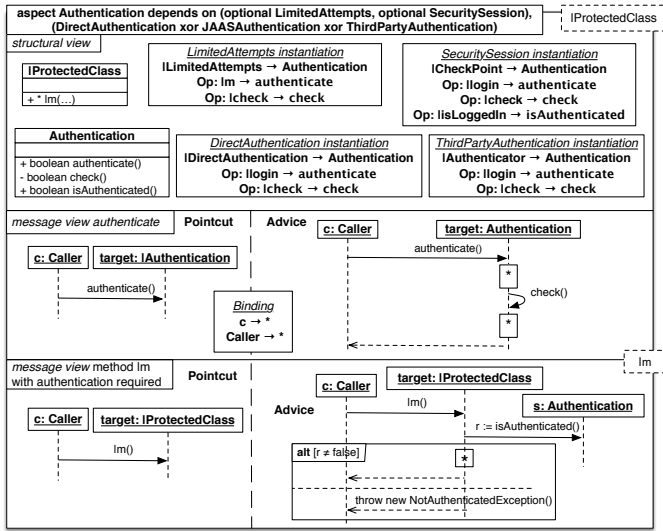 aspect Authentication depends on (optional LimitedAttempts, optional SecuritySession),
(DirectAuthentication xor JAASAuthentication xor ThirdPartyAuthentication)
|ProtectedClass
structural view
|ProtectedClass
+ * |m(...)
LimitedAttempts instantiation
|LimitedAttempts → Authentication
Op: |m → authenticate
Op: |check → check
SecuritySession instantiation
|CheckPoint → Authentication
Op: |login → authenticate
Op: |check → check
Op: |isLoggedIn → isAuthenticated
Authentication
+ boolean authenticate()
- boolean check()
+ boolean isAuthenticated()
DirectAuthentication instantiation
|DirectAuthentication → Authentication
Op: |login → authenticate
Op: |check → check
ThirdPartyAuthentication instantiation
|Authenticator → Authentication
Op: |login → authenticate
Op: |check → check
message view authenticate
Pointcut
c: Caller
target: |Authentication
authenticate()
Binding
c → *
Caller → *
Advice
c: Caller
target: Authentication
authenticate()
*
check()
*
|m
message view method |m
with authentication required
Pointcut
c: Caller
target: |ProtectedClass
|m()
Advice
c: Caller
target: |ProtectedClass
s: Authentication
|m()
r := isAuthenticated()
alt [r ≠ false]
*
throw new NotAuthenticatedException()